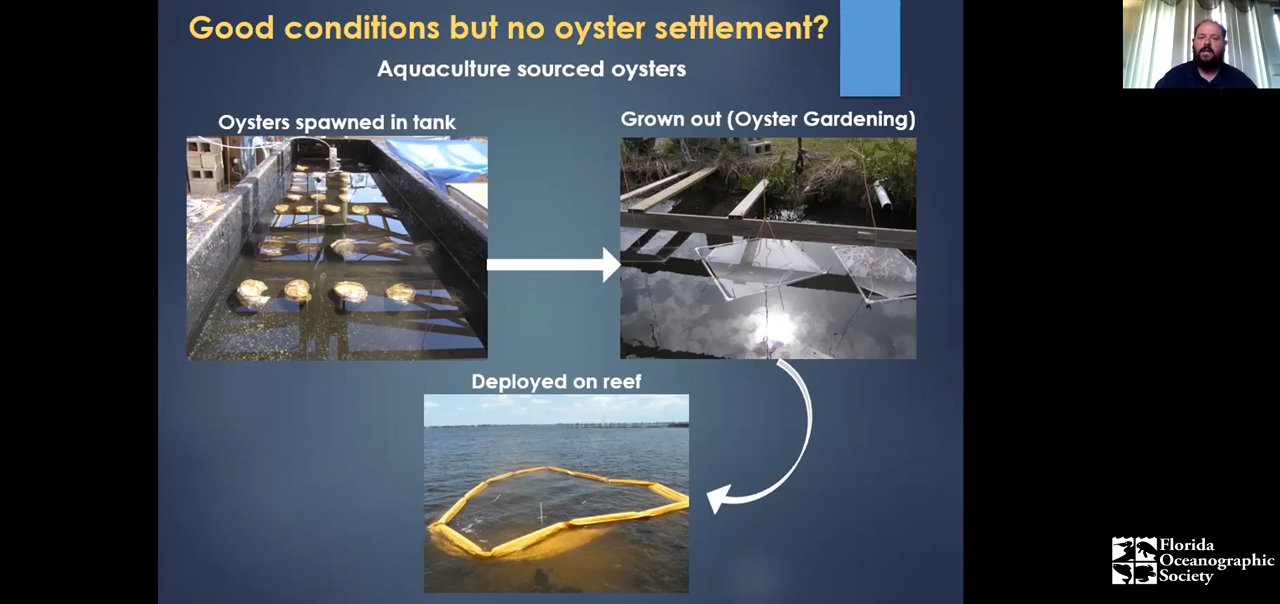 Good conditions but no oyster settlement?
Aquaculture sourced oysters
Oysters spawned in tank
Grown out (Oyster Gardening)
Deployed on reef
Florida
Oceanographic
Society